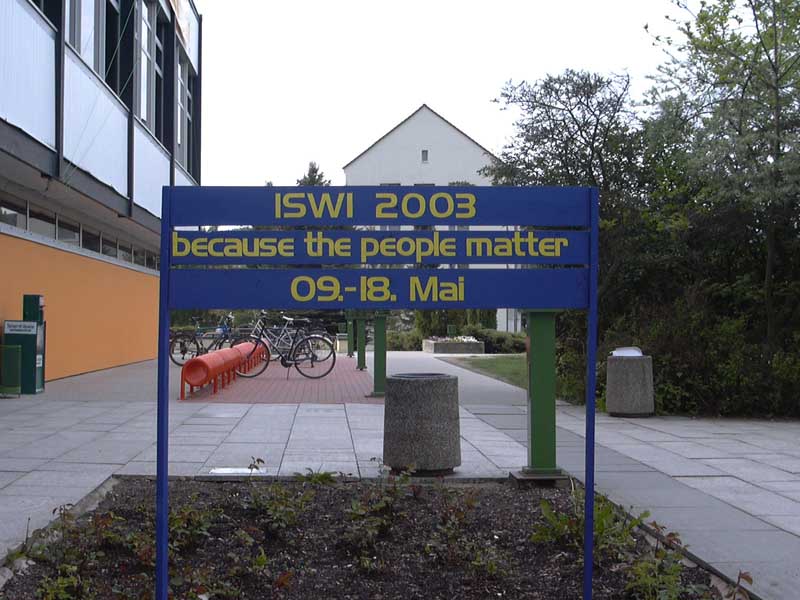 ISWI 2003
because the people matter
09.-18. Mai